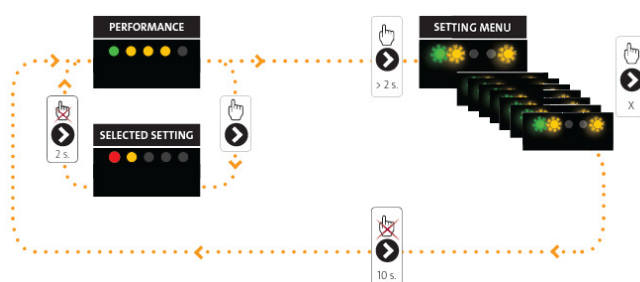 PERFORMANCE
SETTING MENU
> 2 s.
X
2 s.
SELECTED SETTING
10 s.